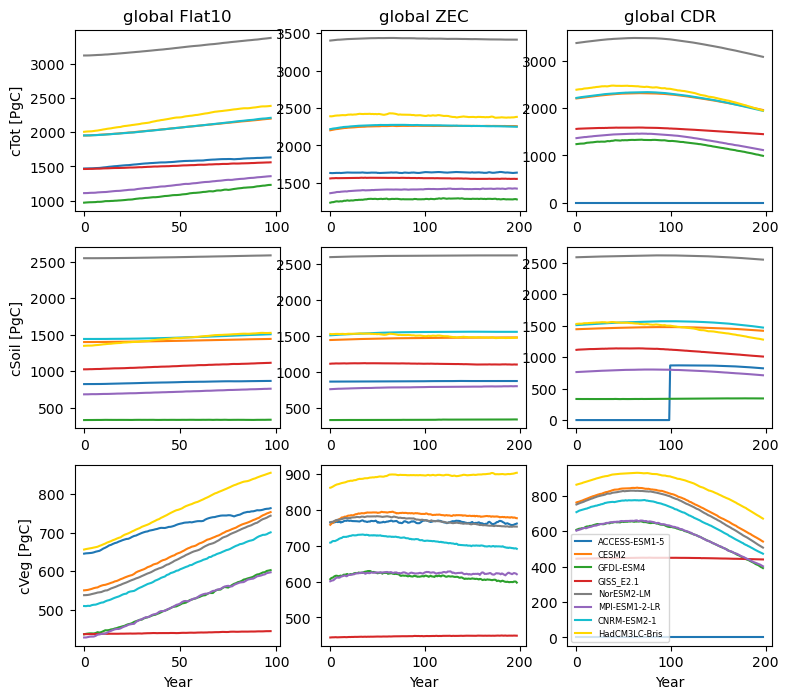 global Flat10 global ZEC global CDR
cTot [PgC]
3000
2500
2000
1500
1000
0 50 100
3500
3000
2500
2000
1500
0 100 200
3000
2000
1000
0
0 100 200
cSoil [PgC]
2500
2000
1500
1000
500
0 50 100
2500
2000
1500
1000
500
0 100 200
2500
2000
1500
1000
500
0
0 100 200
cVeg [PgC]
800
700
600
500
0 50 100
Year
900
800
700
600
500
0 100 200
Year
800
600
400
200
0
0 100 200
Year
ACCESS-ESM1-5
CESM2
GFDL-ESM4
GISS_E2.1
NorESM2-LM
MPI-ESM1-2-LR
CNRM-ESM2-1
HadCM3LC-Bris